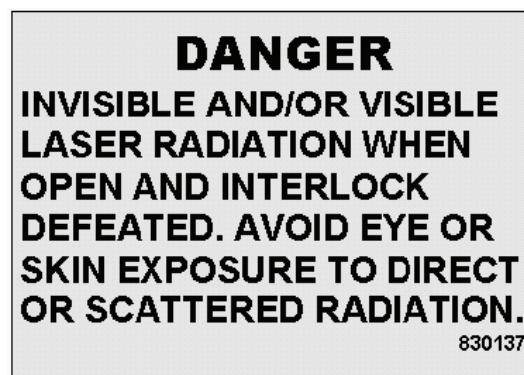 DANGER
INVISIBLE AND/OR VISIBLE
LASER RADIATION WHEN
OPEN AND INTERLOCK
DEFEATED. AVOID EYE OR
SKIN EXPOSURE TO DIRECT
OR SCATTERED RADIATION.
830137